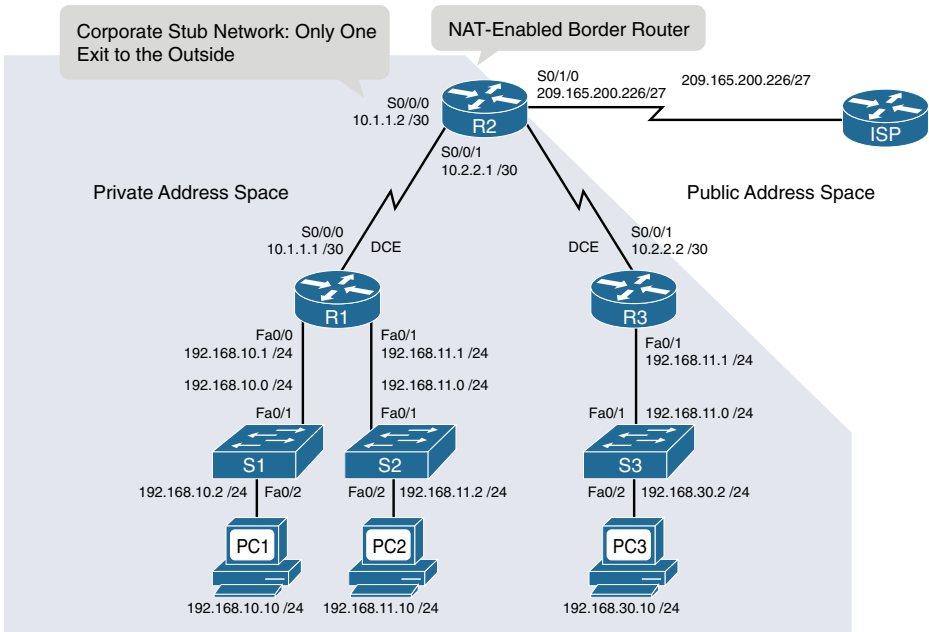 Corporate Stub Network: Only One
Exit to the Outside
NAT-Enabled Border Router
S0/1/0
209.165.200.226/27
209.165.200.226/27
S0/0/0
10.1.1.2 /30
R2
ISP
S0/0/1
10.2.2.1 /30
Private Address Space
Public Address Space
S0/0/0
10.1.1.1 /30
DCE
DCE
S0/0/1
10.2.2.2 /30
R1
R3
Fa0/0
192.168.10.1 /24
Fa0/1
192.168.11.1 /24
Fa0/1
192.168.11.1 /24
192.168.10.0 /24
192.168.11.0 /24
Fa0/1
Fa0/1
Fa0/1
192.168.11.0 /24
S1
S2
S3
192.168.10.2 /24
Fa0/2
Fa0/2
192.168.11.2 /24
Fa0/2
192.168.30.2 /24
PC1
PC2
PC3
192.168.10.10 /24
192.168.11.10 /24
192.168.30.10 /24